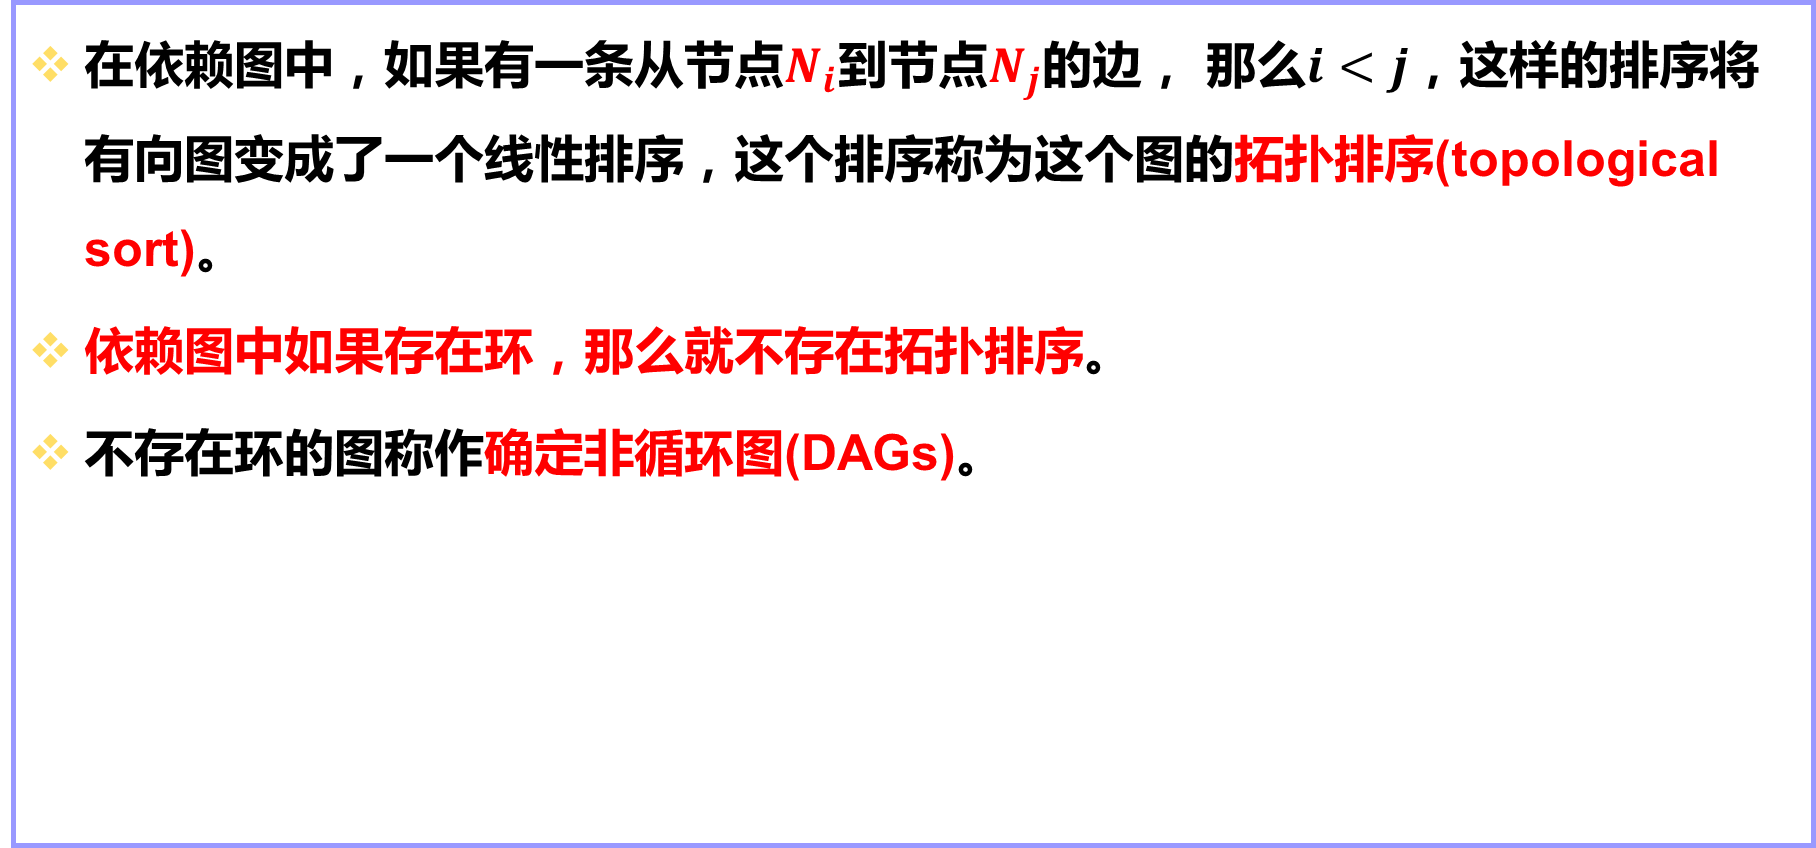 在依赖图中，如果有一条从节点N_i到节点N_j的边， 那么i < j，这样的排序将
有向图变成了一个线性排序，这个排序称为这个图的拓扑排序(topological
sort)。
依赖图中如果存在环，那么就不存在拓扑排序。
不存在环的图称作确定非循环图(DAGs)。